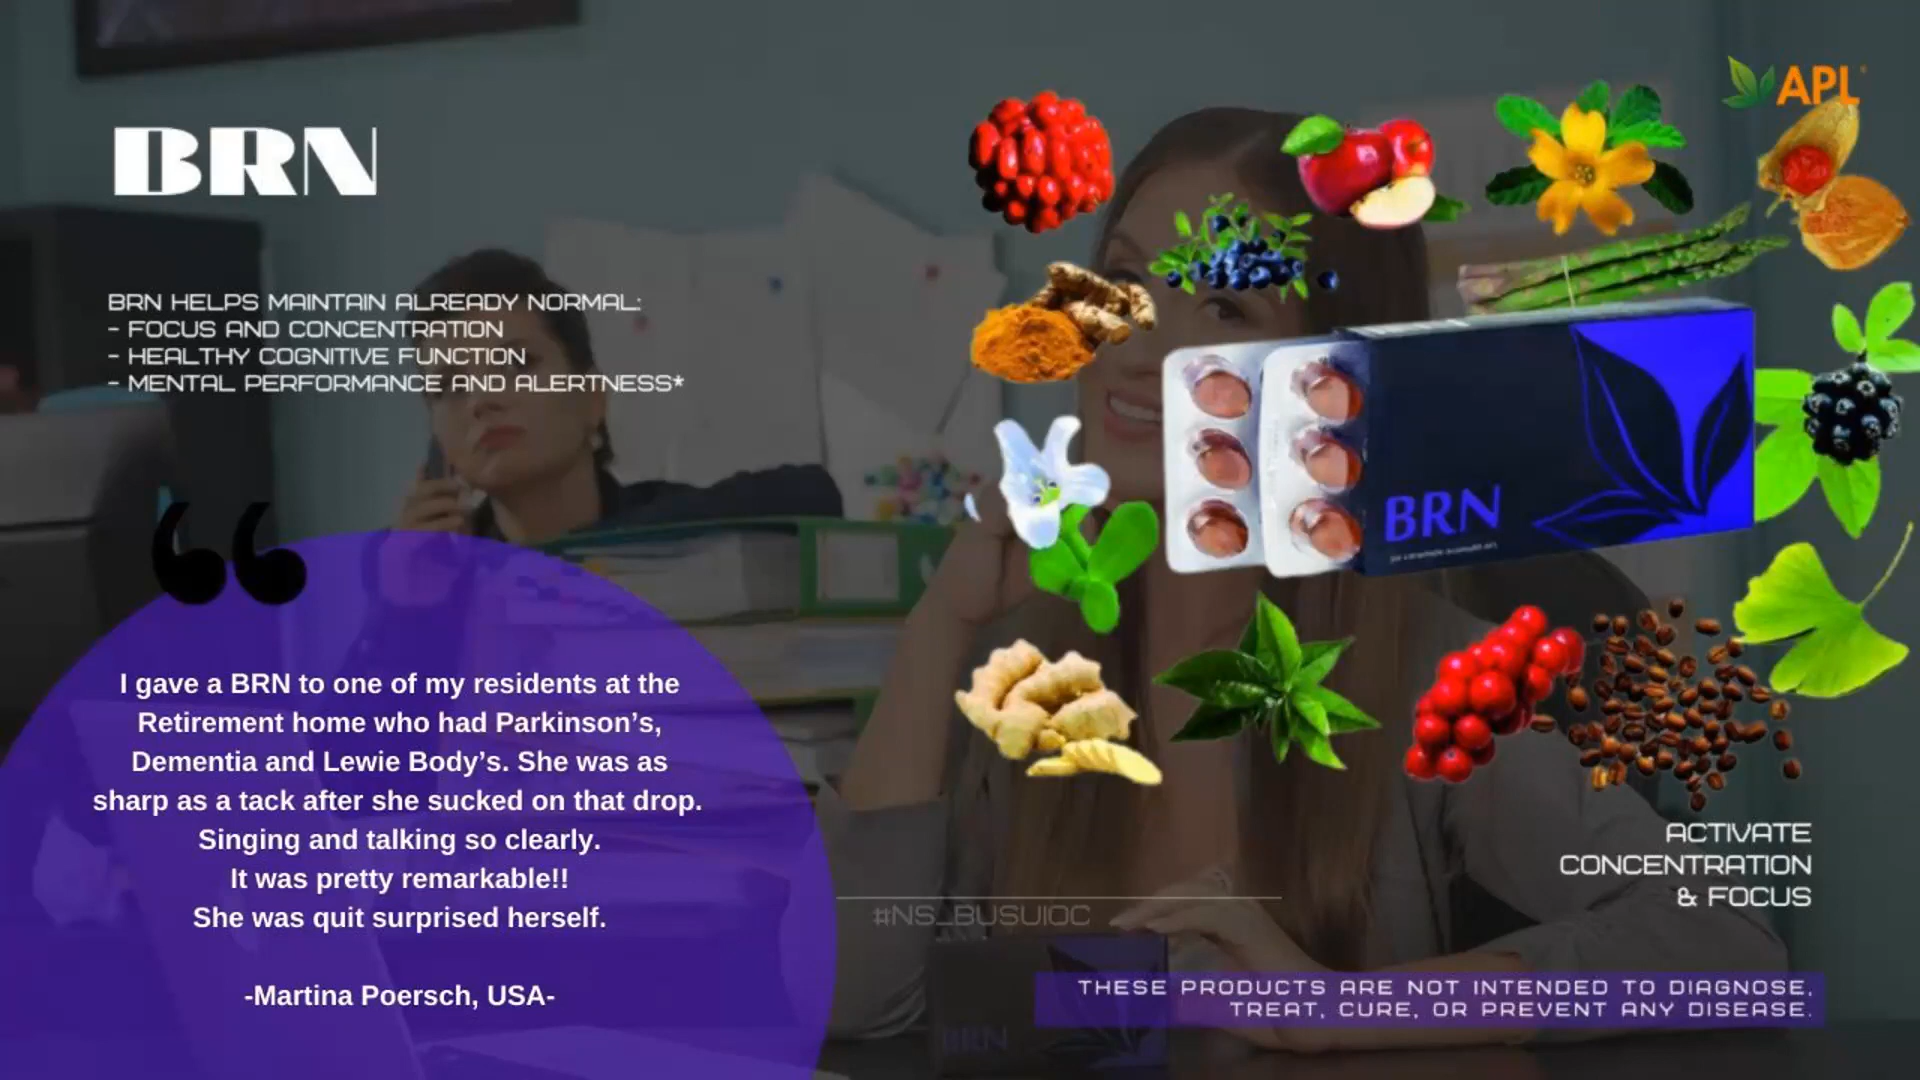 APL
BRN
BRN HELPS MAINTAIN ALREADY NORMAL:
- FOCUS AND CONCENTRATION
- HEALTHY COGNITIVE FUNCTION
- MENTAL PERFORMANCE AND ALERTNESS*
BRN
“
I gave a BRN to one of my residents at the
Retirement home who had Parkinson’s,
Dementia and Lewie Body’s. She was as
sharp as a tack after she sucked on that drop.
Singing and talking so clearly.
It was pretty remarkable!!
She was quit surprised herself.
-Martina Poersch, USA-
ACTIVATE
CONCENTRATION
& FOCUS
#NS_BUSUIOC
THESE PRODUCTS ARE NOT INTENDED TO DIAGNOSE,
TREAT, CURE, OR PREVENT ANY DISEASE.
BRN